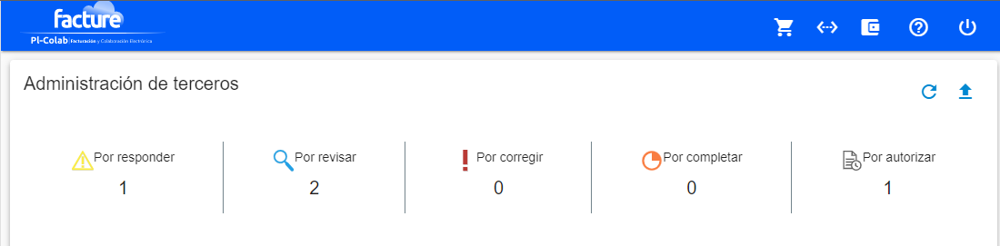 facture
Pl-Colab | Facturación y Colaboración Electrónica
Administración de terceros
Por responder
1
Por revisar
2
Por corregir
0
Por completar
0
Por autorizar
1